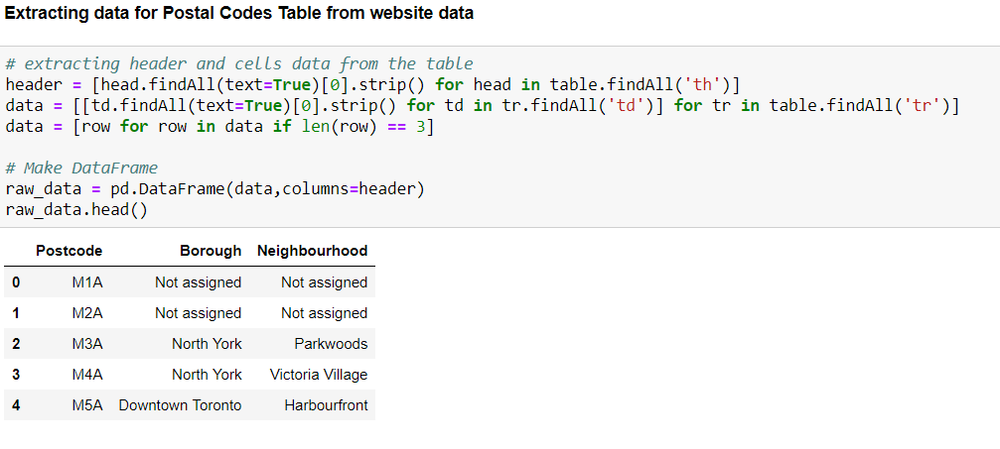 Extracting data for Postal Codes Table from website data
# extracting header and cells data from the table
header = [head.findAll(text=True)[0].strip() for head in table.findAll('th')]
data = [[td.findAll(text=True)[0].strip() for td in tr.findAll('td')] for tr in table.findAll('tr')]
data = [row for row in data if len(row) == 3]
# Make DataFrame
raw_data = pd.DataFrame(data,columns=header)
raw_data.head()
Postcode Borough Neighbourhood
0 M1A Not assigned Not assigned
1 M2A Not assigned Not assigned
2 M3A North York Parkwoods
3 M4A North York Victoria Village
4 M5A Downtown Toronto Harbourfront